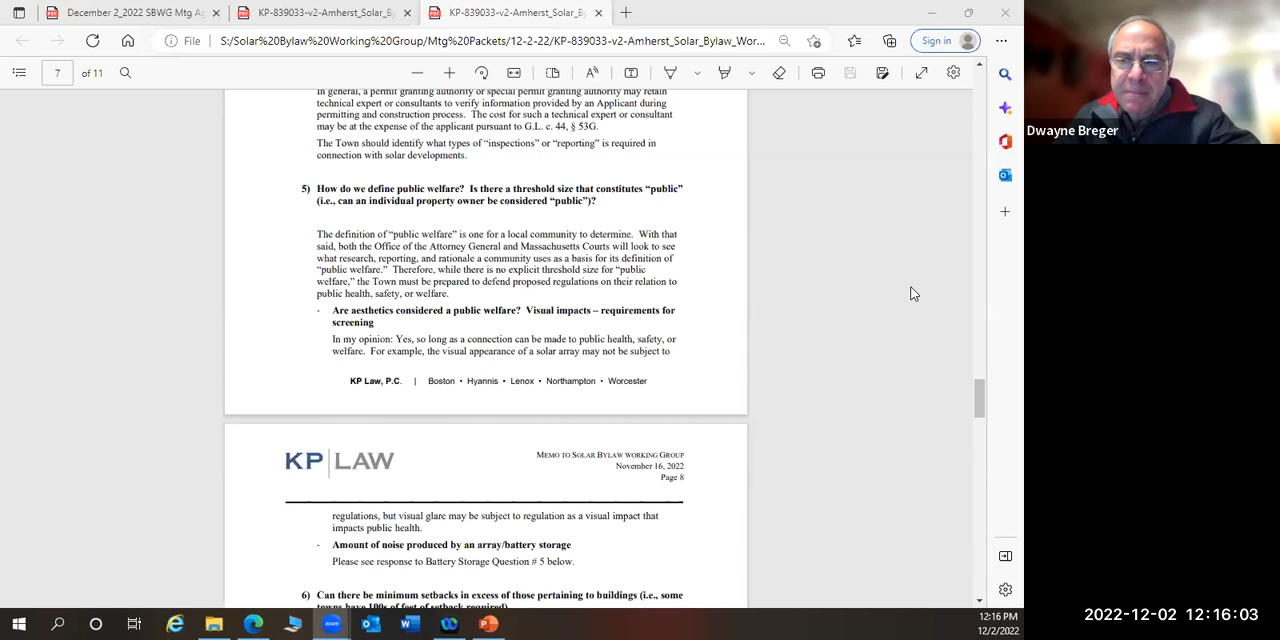 December 2_2022 SBWG Mtg Ag
KP-839033-v2-Amherst_Solar_By
KP-839033-v2-Amherst_Solar_By
File
S:/Solar%20Bylaw%20Working%20Group/Mtg%20Packets/12-2-22/KP-839033-v2-Amherst_Solar_Bylaw_Wor...
Sign in
7 of 11
In general, a permit granting authority or special permit granting authority may retain
technical expert or consultants to verify information provided by an Applicant during
permitting and construction process. The cost for such a technical expert or consultant
may be at the expense of the applicant pursuant to G.L. c. 44, § 53G.
The Town should identify what types of “inspections” or “reporting” is required in
connection with solar developments.
5) How do we define public welfare? Is there a threshold size that constitutes “public”
(i.e., can an individual property owner be considered “public”)?
The definition of “public welfare” is one for a local community to determine. With that
said, both the Office of the Attorney General and Massachusetts Courts will look to see
what research, reporting, and rationale a community uses as a basis for its definition of
“public welfare.” Therefore, while there is no explicit threshold size for “public
welfare,” the Town must be prepared to defend proposed regulations on their relation to
public health, safety, or welfare.
- Are aesthetics considered a public welfare? Visual impacts – requirements for
screening
In my opinion: Yes, so long as a connection can be made to public health, safety, or
welfare. For example, the visual appearance of a solar array may not be subject to
KP Law, P.C. | Boston • Hyannis • Lenox • Northampton • Worcester
KP LAW
MEMO TO SOLAR BYLAW WORKING GROUP
November 16, 2022
Page 8
regulations, but visual glare may be subject to regulation as a visual impact that
impacts public health.
- Amount of noise produced by an array/battery storage
Please see response to Battery Storage Question # 5 below.
6) Can there be minimum setbacks in excess of those pertaining to buildings (i.e., some
towns have 100s of feet of setback required)
Dwayne Breger
zoom
12:16 PM
12/2/2022
2022-12-02 12:16:03